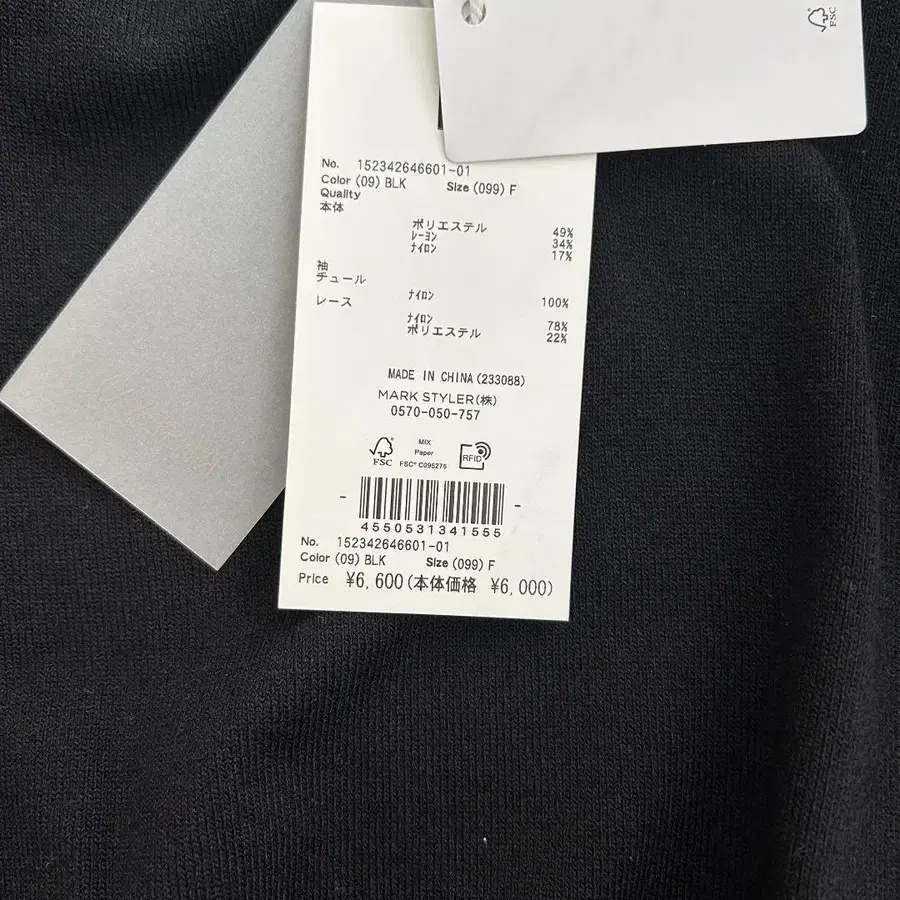 FSC
No. 152342646601-01
Color (09) BLK Size (099) F
Quality
本体
ポリエステル 49%
レーヨン 34%
ナイロン 17%
袖
チュール
ナイロン 100%
レース
ナイロン 78%
ポリエステル 22%
MADE IN CHINA (233088)
MARK STYLER(株)
0570-050-757
FSC
MIX
Paper
FSC® C095275
RFID
4550531341555
No. 152342646601-01
Color (09) BLK Size (099) F
Price ¥6,600(本体価格 ¥6,000)